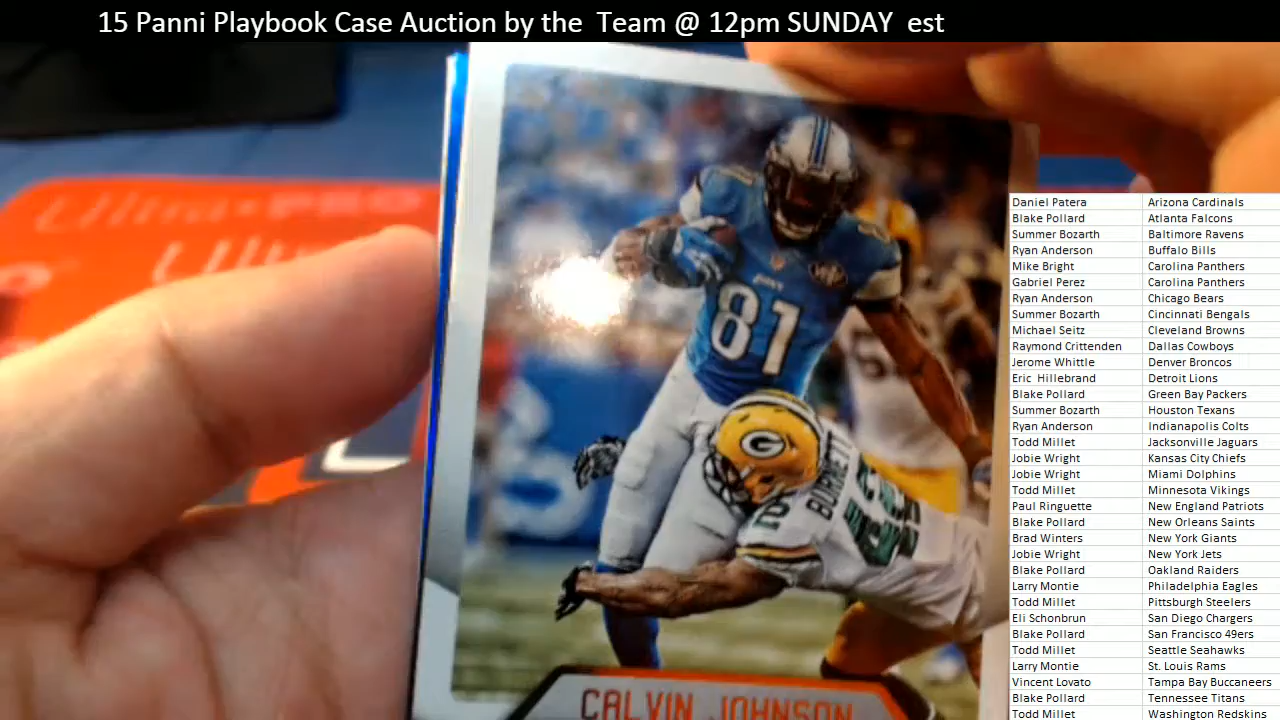 15 Panni Playbook Case Auction by the  Team @ 12pm SUNDAY  est
Ultra PRO
Ultra
81
81
BURNETT
42
G
CALVIN JOHNSON
Daniel Patera Arizona Cardinals
Blake Pollard Atlanta Falcons
Summer Bozarth Baltimore Ravens
Ryan Anderson Buffalo Bills
Mike Bright Carolina Panthers
Gabriel Perez Carolina Panthers
Ryan Anderson Chicago Bears
Summer Bozarth Cincinnati Bengals
Michael Seitz Cleveland Browns
Raymond Crittenden Dallas Cowboys
Jerome Whittle Denver Broncos
Eric  Hillebrand Detroit Lions
Blake Pollard Green Bay Packers
Summer Bozarth Houston Texans
Ryan Anderson Indianapolis Colts
Todd Millet Jacksonville Jaguars
Jobie Wright Kansas City Chiefs
Jobie Wright Miami Dolphins
Todd Millet Minnesota Vikings
Paul Ringuette New England Patriots
Blake Pollard New Orleans Saints
Brad Winters New York Giants
Jobie Wright New York Jets
Blake Pollard Oakland Raiders
Larry Montie Philadelphia Eagles
Todd Millet Pittsburgh Steelers
Eli Schonbrun San Diego Chargers
Blake Pollard San Francisco 49ers
Todd Millet Seattle Seahawks
Larry Montie St. Louis Rams
Vincent Lovato Tampa Bay Buccaneers
Blake Pollard Tennessee Titans
Todd Millet Washington Redskins